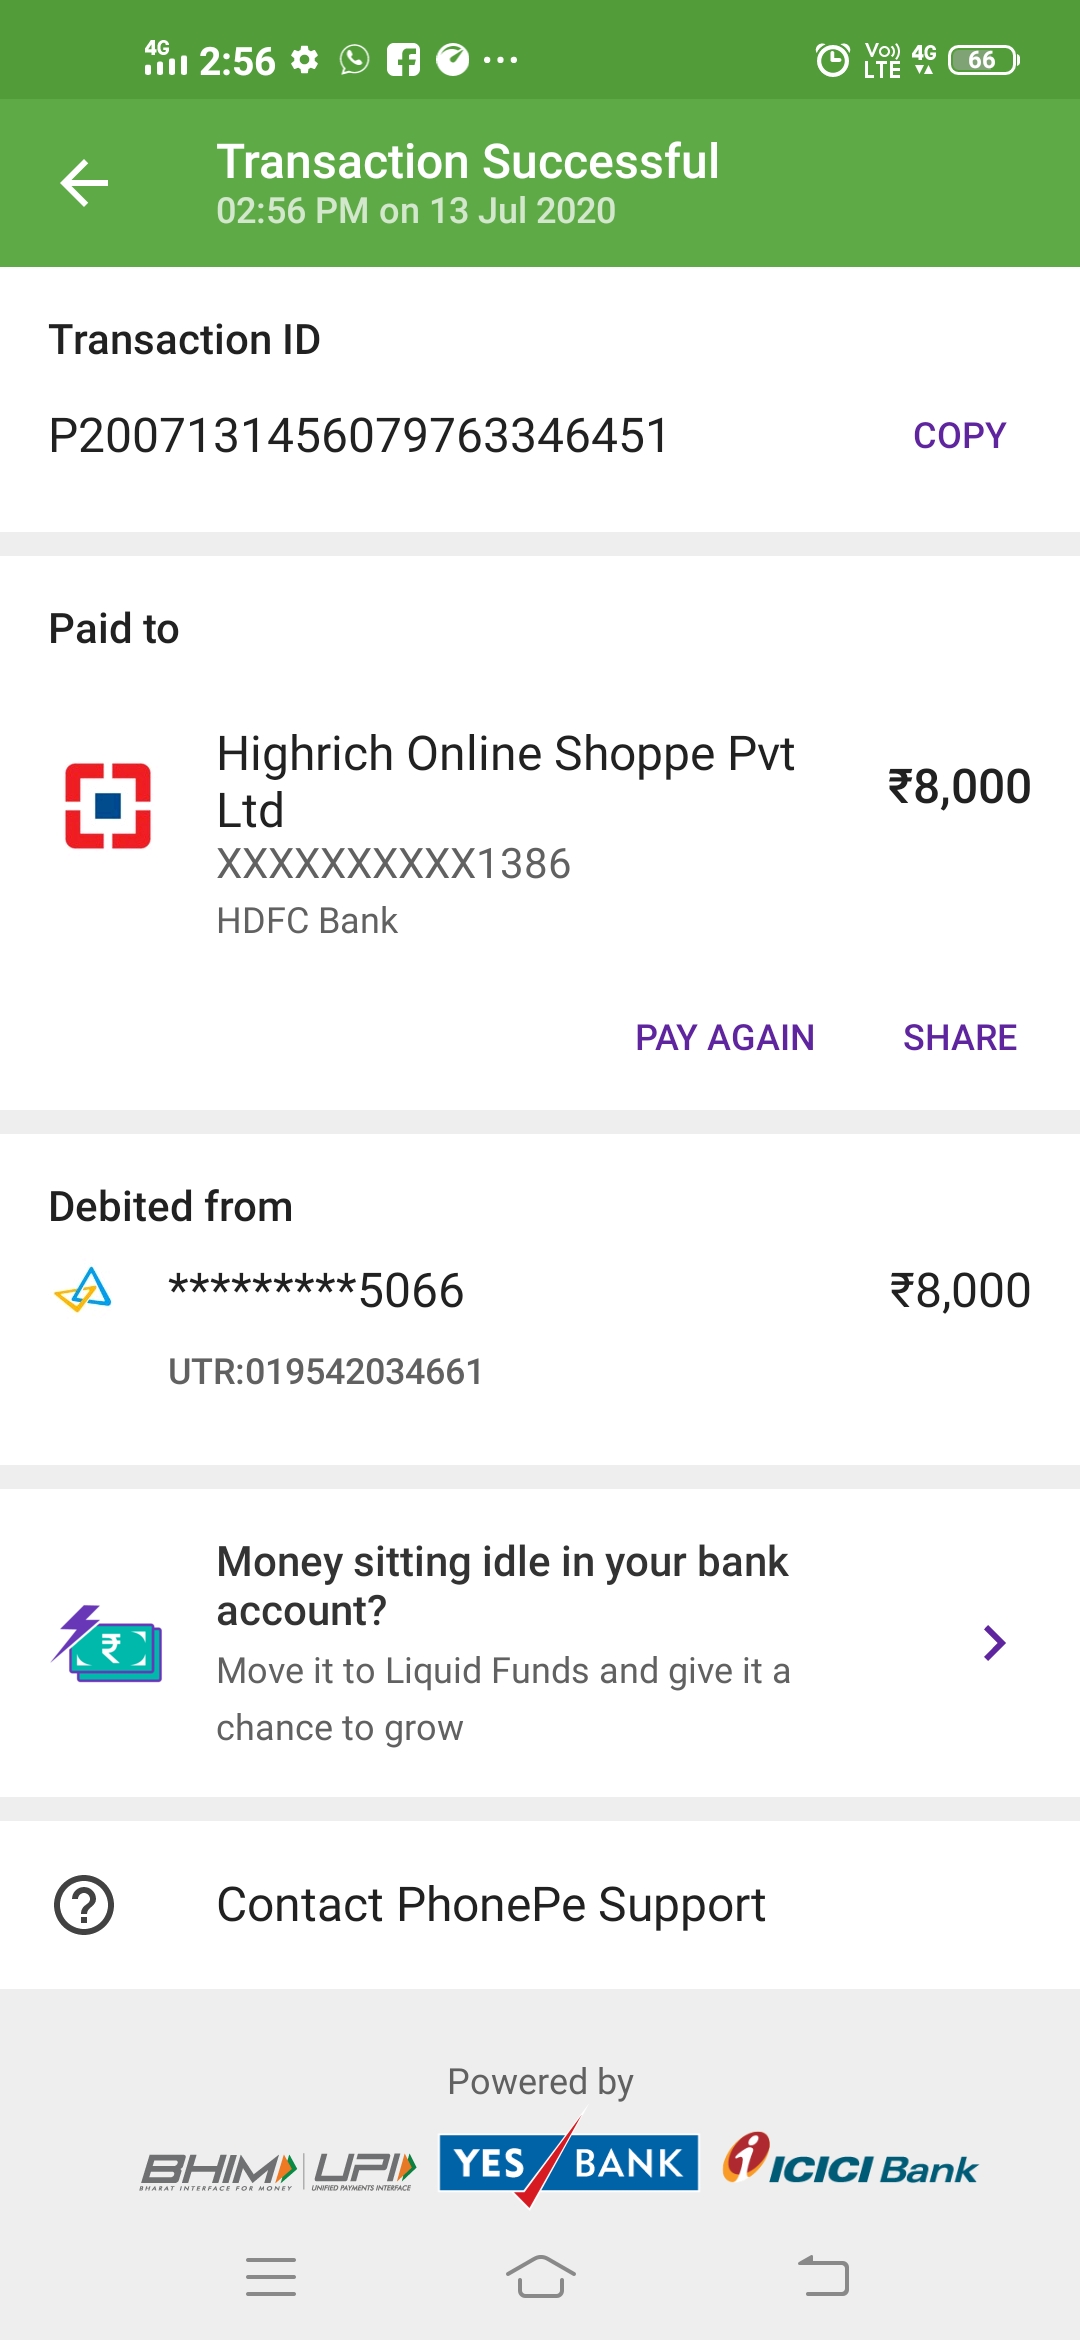 4G 2:56 ... Vo)) LTE 4G 66
Transaction Successful
02:56 PM on 13 Jul 2020
Transaction ID
P2007131456079763346451 COPY
Paid to
Highrich Online Shoppe Pvt
Ltd
₹8,000
XXXXXXXXXX1386
HDFC Bank
PAY AGAIN SHARE
Debited from
*********5066 ₹8,000
UTR:019542034661
Money sitting idle in your bank
account?
₹
Move it to Liquid Funds and give it a
chance to grow
Contact PhonePe Support
Powered by
BHIM UPI YES BANK ICICI Bank
BHARAT INTERFACE FOR MONEY UNIFIED PAYMENTS INTERFACE